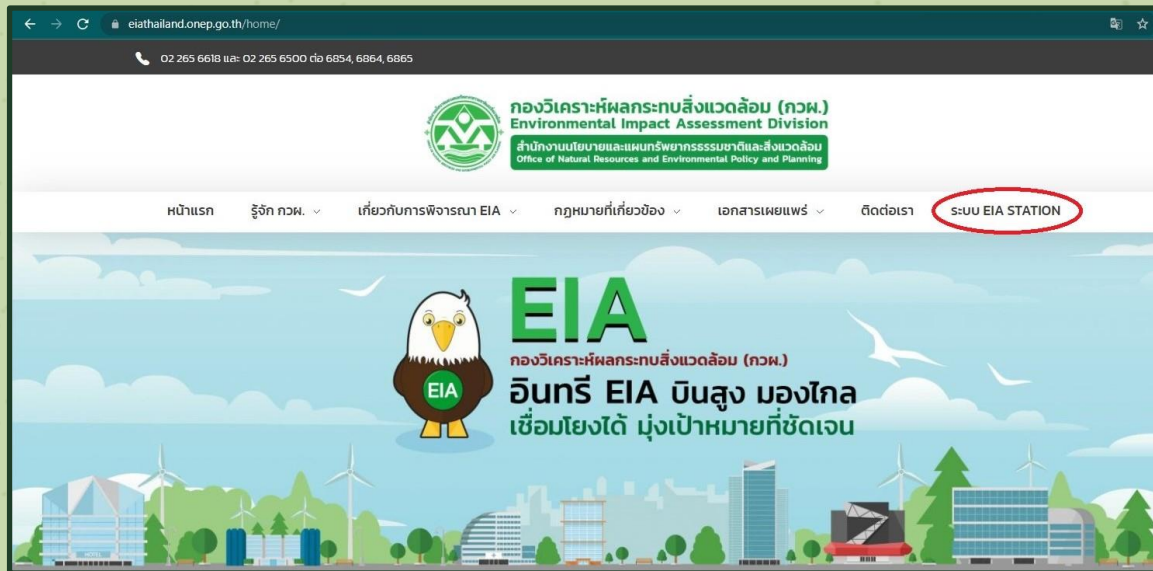 eiathailand.onep.go.th/home/
02 265 6618 และ 02 265 6500 ต่อ 6854, 6864, 6865
กองวิเคราะห์ผลกระทบสิ่งแวดล้อม (กวผ.)
Environmental Impact Assessment Division
สำนักงานนโยบายและแผนทรัพยากรธรรมชาติและสิ่งแวดล้อม
Office of Natural Resources and Environmental Policy and Planning
หน้าแรก รู้จัก กวผ. เกี่ยวกับการพิจารณา EIA กฎหมายที่เกี่ยวข้อง เอกสารเผยแพร่ ติดต่อเรา ระบบ EIA STATION
EIA
กองวิเคราะห์ผลกระทบสิ่งแวดล้อม (กวผ.)
EIA
อินทรี EIA บินสูง มองไกล
เชื่อมโยงได้ มุ่งเป้าหมายที่ชัดเจน
HOTEL